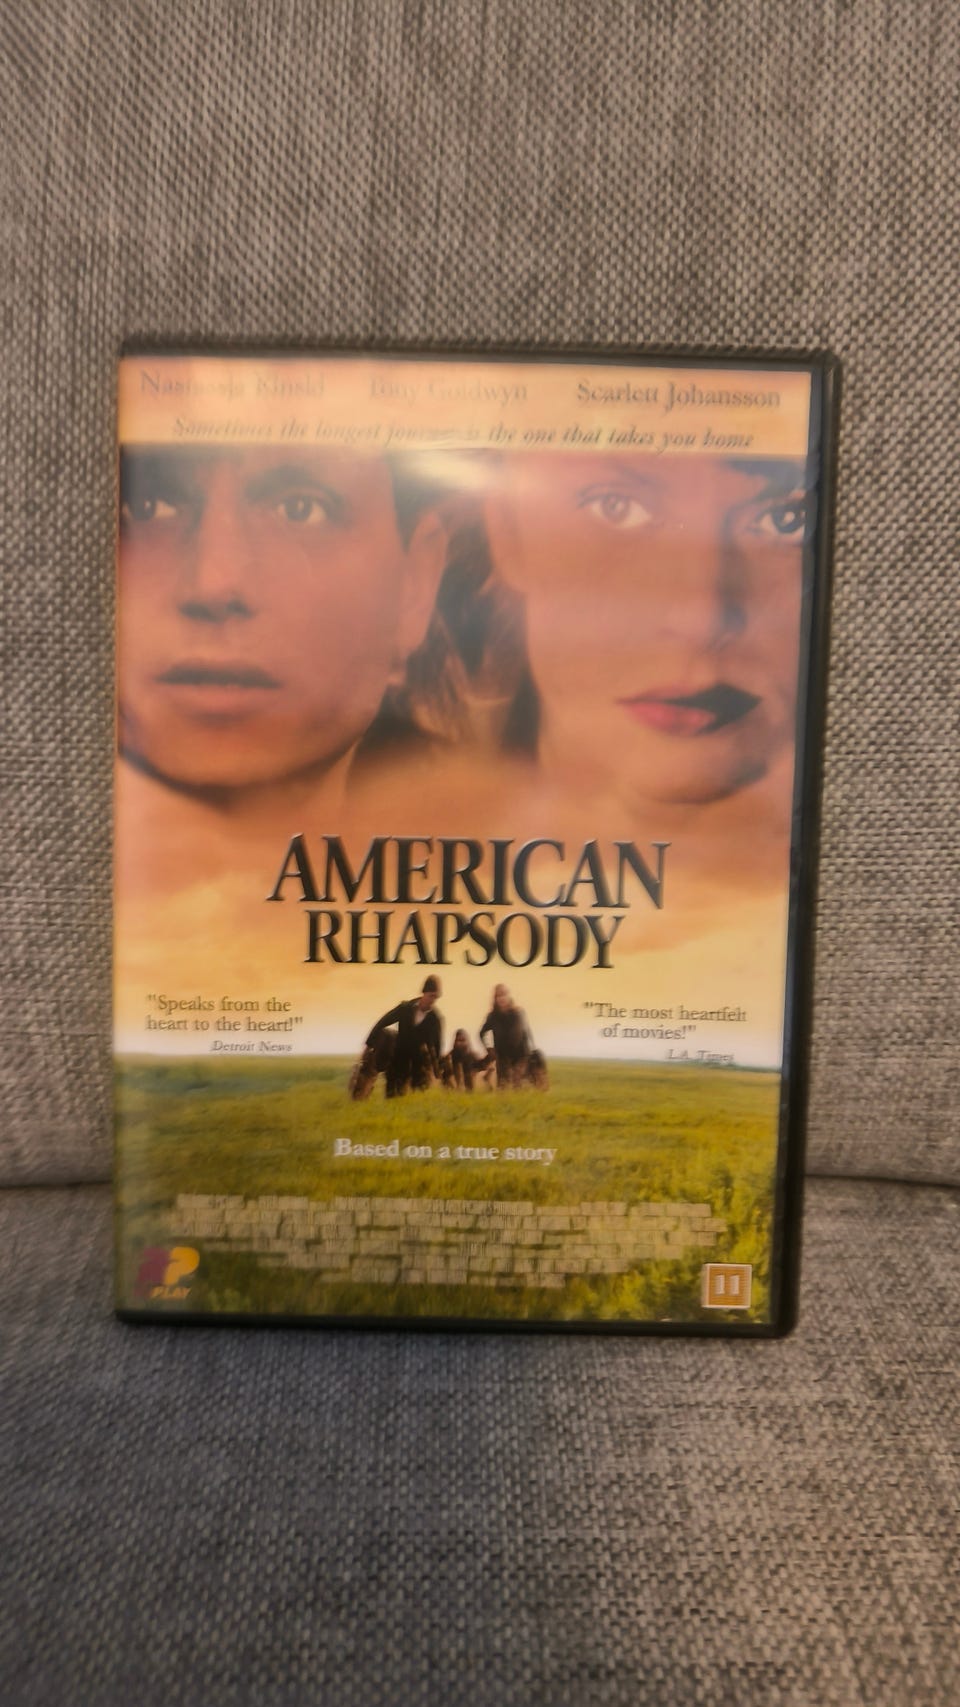 Nastassja Kinski Tony Goldwyn Scarlett Johansson
Sometimes the longest journey is the one that takes you home
AMERICAN
RHAPSODY
"Speaks from the
heart to the heart!"
Detroit News
"The most heartfelt
of movies!"
L.A. Times
Based on a true story
PLAY
11